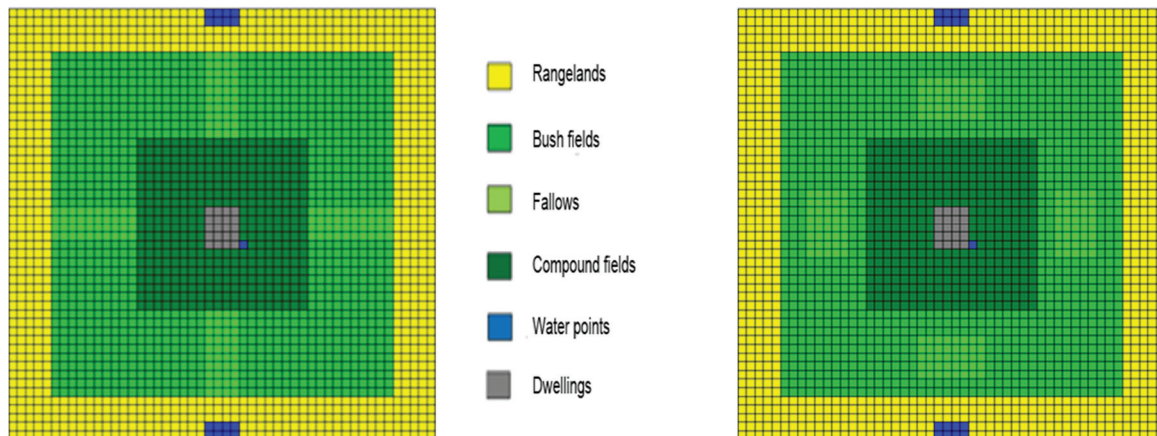 Rangelands
Bush fields
Fallows
Compound fields
Water points
Dwellings